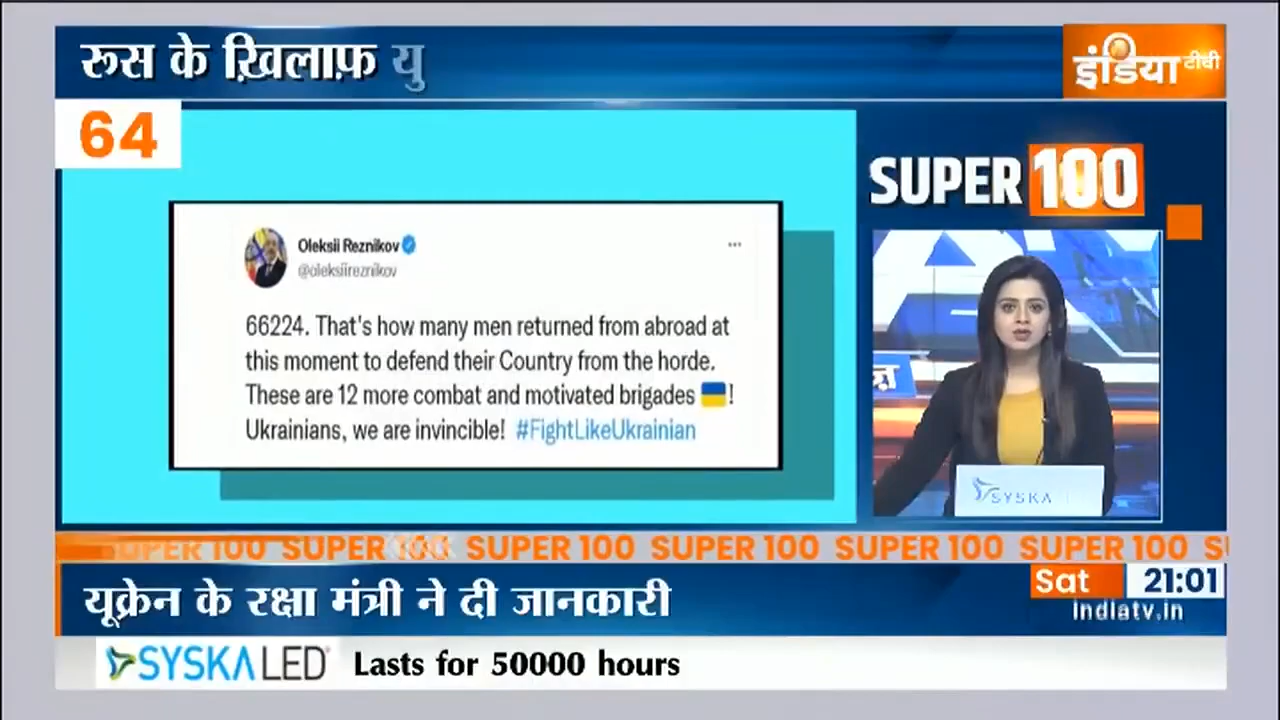 रूस के ख़िलाफ़ यु
इंडिया टीवी
64
SUPER 100
Oleksii Reznikov
@oleksiireznikov
66224. That's how many men returned from abroad at
this moment to defend their Country from the horde.
These are 12 more combat and motivated brigades 🇺🇦!
Ukrainians, we are invincible! #FightLikeUkrainian
SYSKA
SUPER 100 SUPER 100 SUPER 100 SUPER 100 SUPER 100 SUPER 100
यूक्रेन के रक्षा मंत्री ने दी जानकारी
Sat 21:01
indiatv.in
SYSKA LED Lasts for 50000 hours